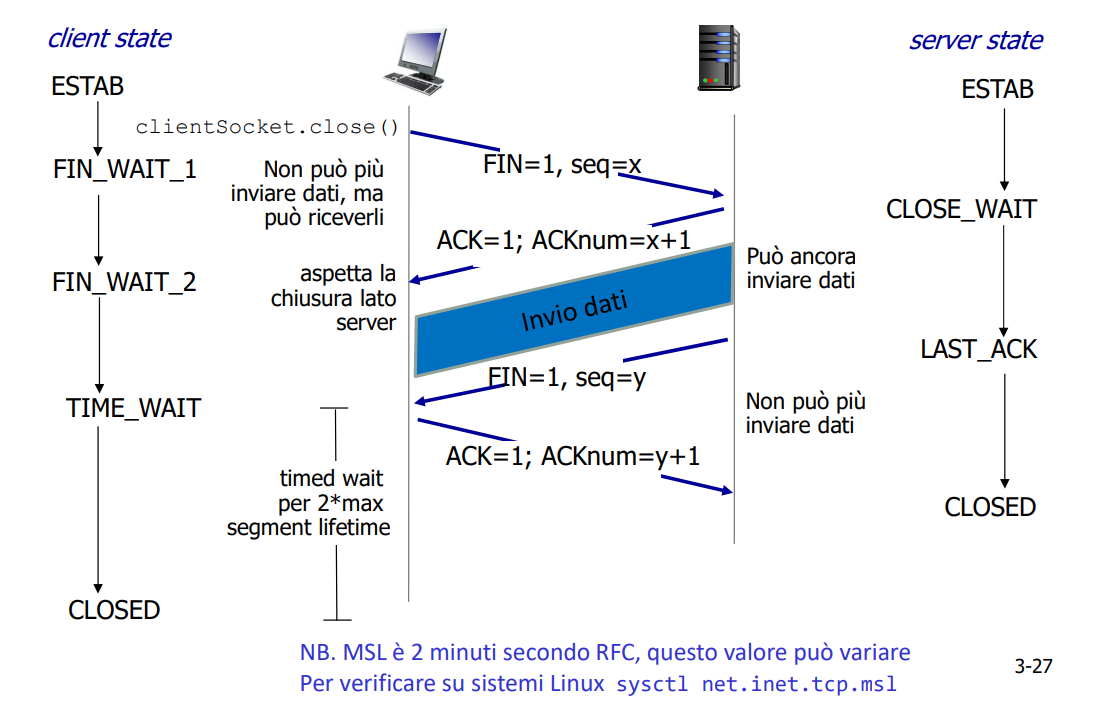 client state
server state
ESTAB
ESTAB
clientSocket.close()
FIN=1, seq=x
FIN_WAIT_1
Non può più
inviare dati, ma
può riceverli
CLOSE_WAIT
ACK=1; ACKnum=x+1
Può ancora
inviare dati
FIN_WAIT_2
aspetta la
chiusura lato
server
Invio dati
LAST_ACK
FIN=1, seq=y
TIME_WAIT
Non può più
inviare dati
ACK=1; ACKnum=y+1
timed wait
per 2*max
segment lifetime
CLOSED
CLOSED
NB. MSL è 2 minuti secondo RFC, questo valore può variare
Per verificare su sistemi Linux sysctl net.inet.tcp.msl
3-27